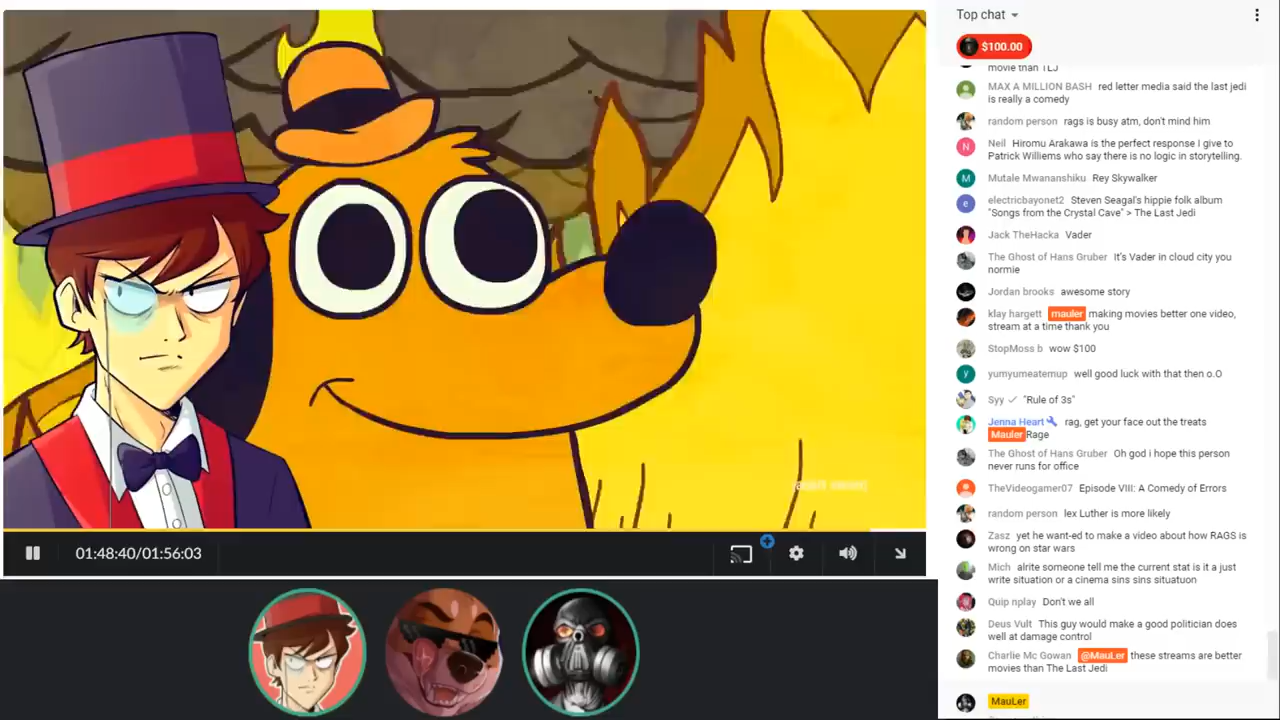 Top chat
$100.00
movie than TLJ
MAX A MILLION BASH red letter media said the last jedi
is really a comedy
random person rags is busy atm, don't mind him
Neil Hiromu Arakawa is the perfect response I give to
Patrick Williems who say there is no logic in storytelling.
Mutale Mwananshiku Rey Skywalker
electricbayonet2 Steven Seagal's hippie folk album
"Songs from the Crystal Cave" > The Last Jedi
Jack TheHacka Vader
The Ghost of Hans Gruber it's Vader in cloud city you
normie
Jordan brooks awesome story
klay hargett mauler making movies better one video,
stream at a time thank you
StopMoss b wow $100
yumyumeatemup well good luck with that then o.O
Syy "Rule of 3s"
Jenna Heart rag, get your face out the treats
Mauler Rage
The Ghost of Hans Gruber Oh god i hope this person
never runs for office
TheVideogamer07 Episode VIII: A Comedy of Errors
random person lex Luther is more likely
Zasz yet he want-ed to make a video about how RAGS is
wrong on star wars
Mich alrite someone tell me the current stat is it a just
write situation or a cinema sins sins situatuon
Quip nplay Don't we all
Deus Vult This guy would make a good politician does
well at damage control
Charlie Mc Gowan @MauLer these streams are better
movies than The Last Jedi
MauLer
01:48:40/01:56:03